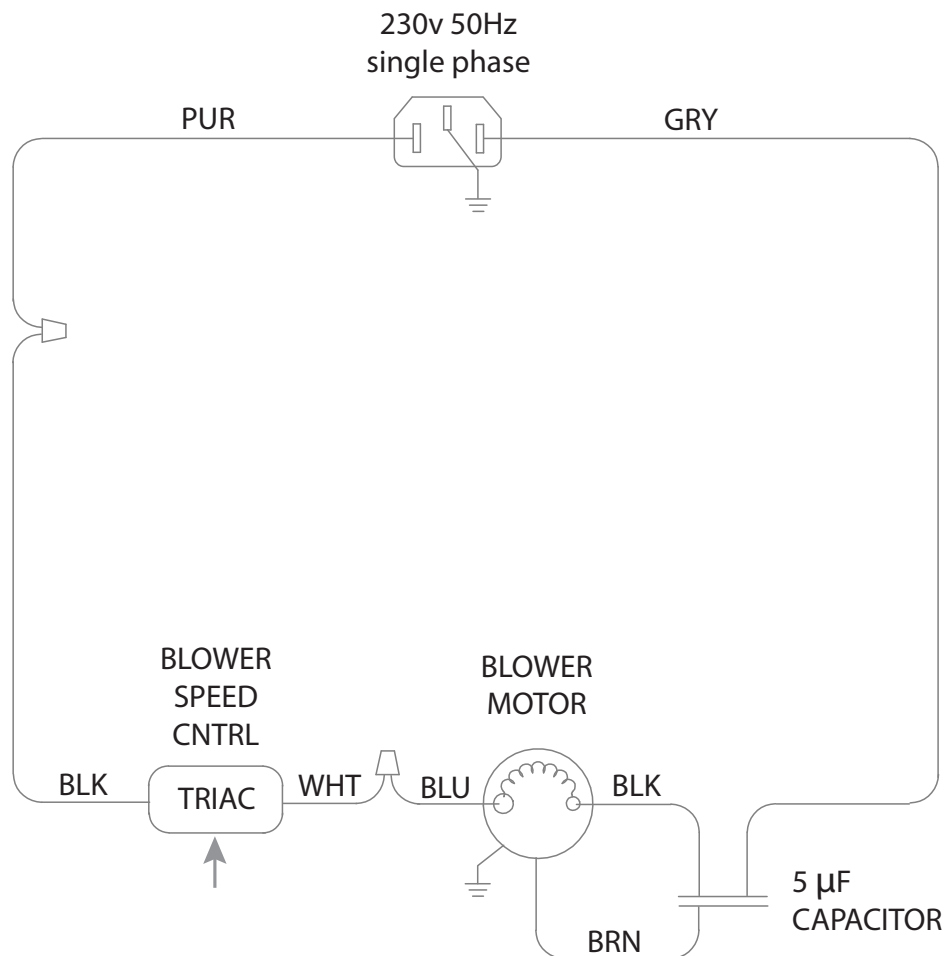 230v 50Hz
single phase
PUR
GRY
BLOWER
SPEED
CNTRL
BLOWER
MOTOR
BLK
TRIAC
WHT
BLU
BLK
5 μF
CAPACITOR
BRN